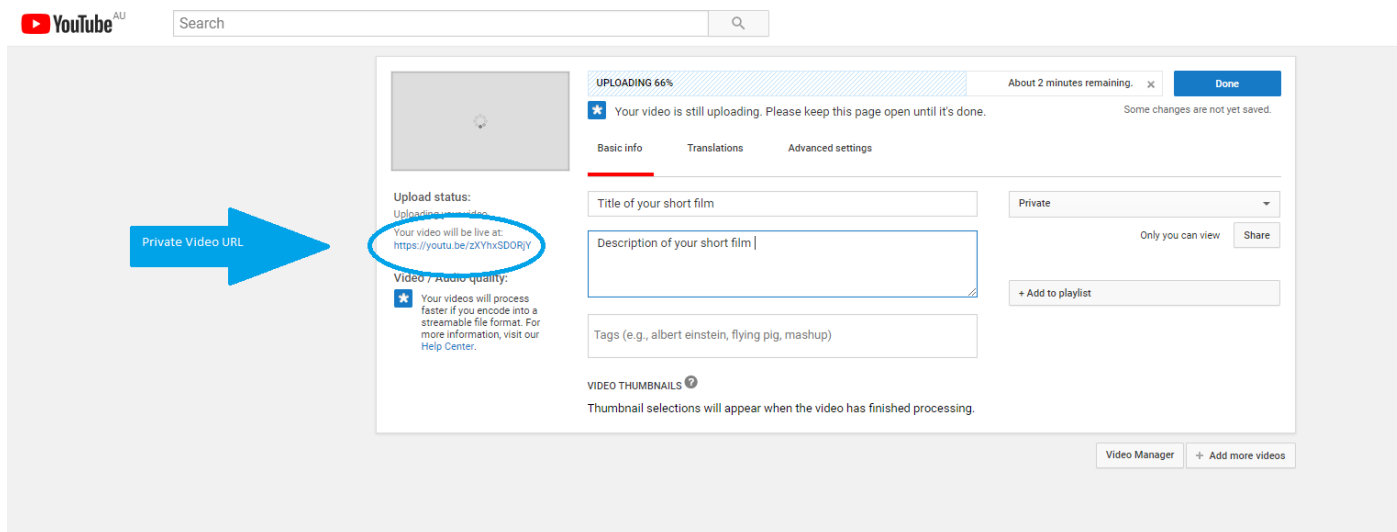 YouTube AU
Search
UPLOADING 66%
About 2 minutes remaining.
Done
Your video is still uploading. Please keep this page open until it's done.
Some changes are not yet saved.
Basic info
Translations
Advanced settings
Upload status:
Uploading your video.
Your video will be live at:
https://youtu.be/zXYhxSDORjY
Private Video URL
Video / Audio quality:
Your videos will process
faster if you encode into a
streamable file format. For
more information, visit our
Help Center.
Title of your short film
Description of your short film
Tags (e.g., albert einstein, flying pig, mashup)
VIDEO THUMBNAILS ?
Thumbnail selections will appear when the video has finished processing.
Private
Only you can view
Share
+ Add to playlist
Video Manager
+ Add more videos